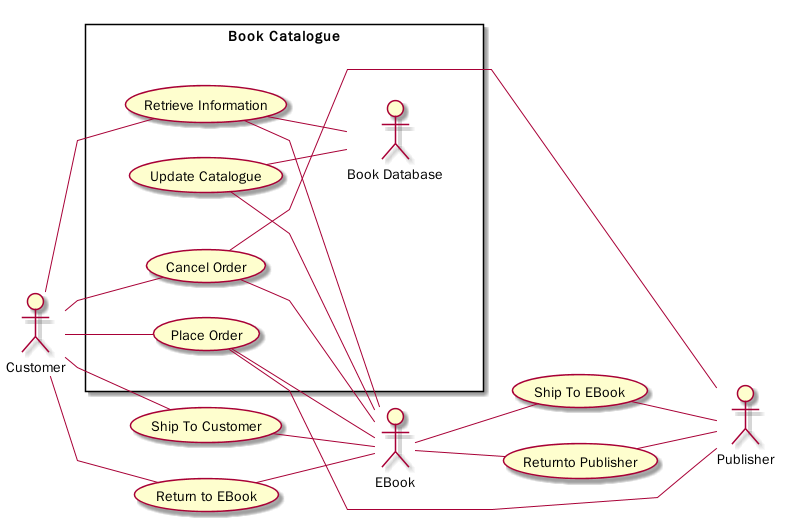 Book Catalogue
Retrieve Information
Book Database
Update Catalogue
Cancel Order
Place Order
Customer
Ship To EBook
Ship To Customer
Returnto Publisher
Publisher
EBook
Return to EBook